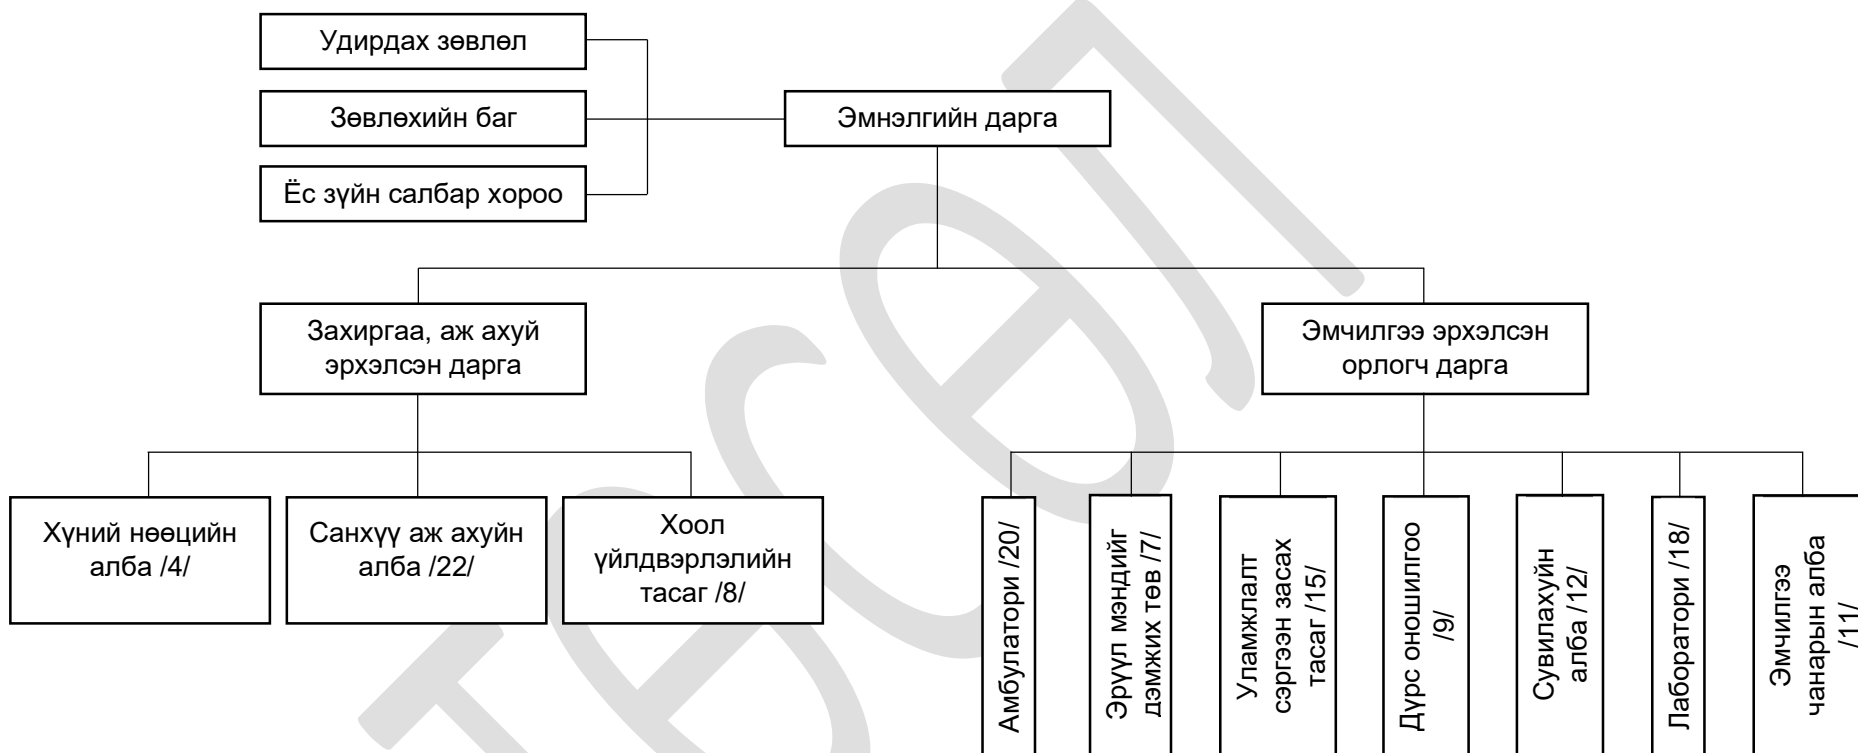 Удирдах зөвлөл
Зөвлөхийн баг
Эмнэлгийн дарга
Ёс зүйн салбар хороо
Захиргаа, аж ахуй
эрхэлсэн дарга
Эмчилгээ эрхэлсэн
орлогч дарга
Хүний нөөцийн
алба /4/
Санхүү аж ахуйн
алба /22/
Хоол
үйлдвэрлэлийн
тасаг /8/
Амбулатори /20/
Эрүүл мэндийг
дэмжих төв /7/
Уламжлалт
сэргээн засах
тасаг /15/
Дүрс оношилгоо
/9/
Сувилахуйн
алба /12/
Лаборатори /18/
Эмчилгээ
чанарын алба
/11/